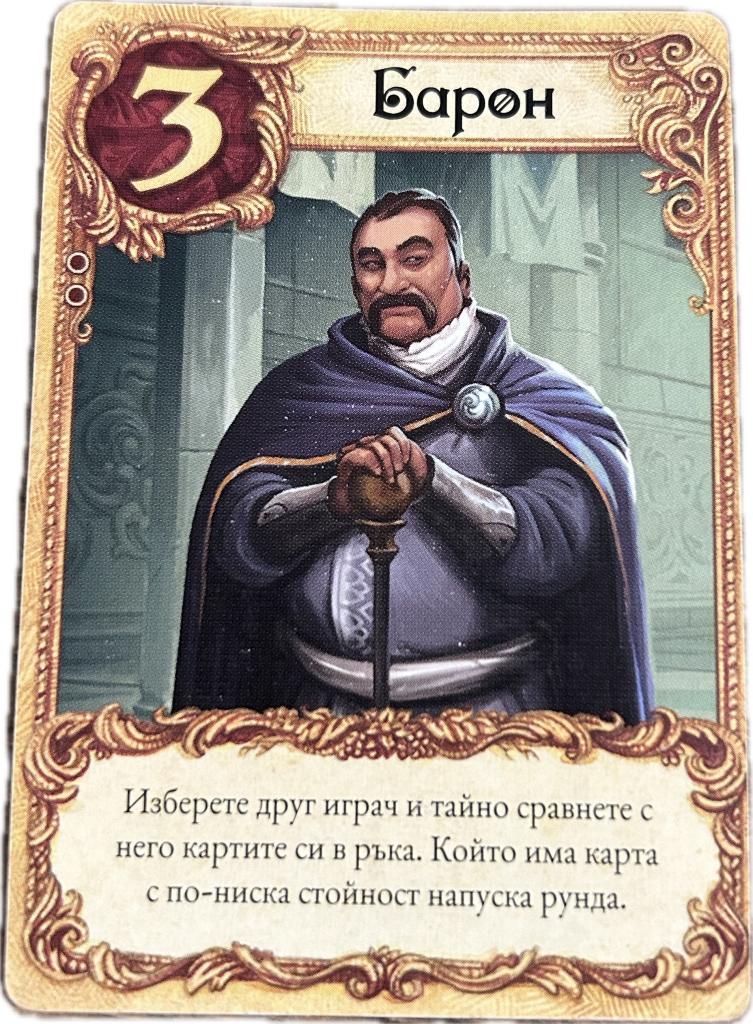 3
Барон
Изберете друг играч и тайно сравнете с
него картите си в ръка. Който има карта
с по-ниска стойност напуска рунда.